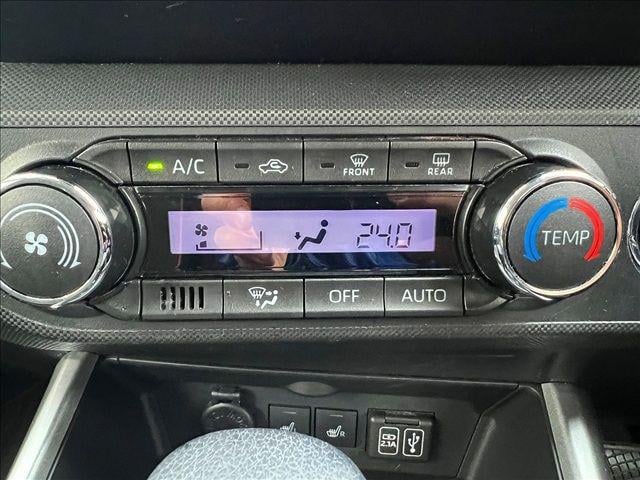 A/C
FRONT
REAR
24.0
TEMP
OFF
AUTO
R
2.1A